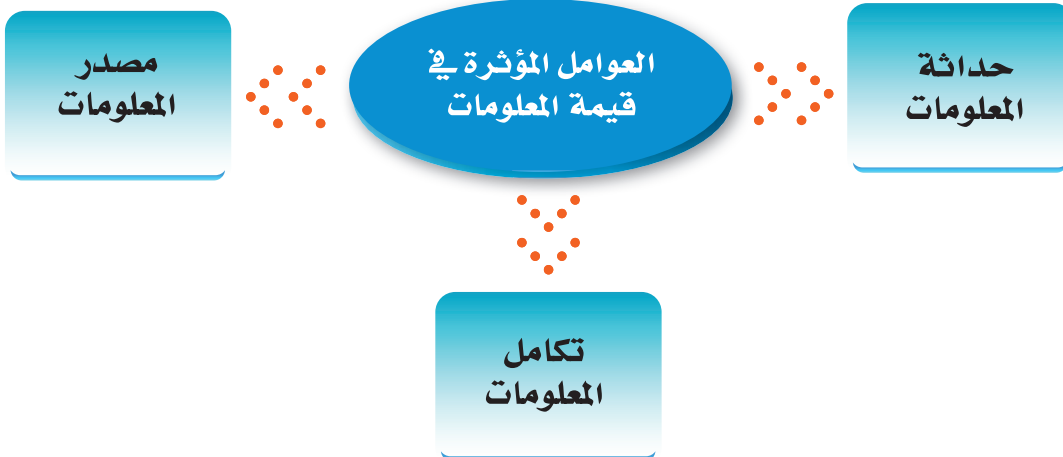 العوامل المؤثرة في
قيمة المعلومات
حداثة
المعلومات
تكامل
المعلومات
مصدر
المعلومات